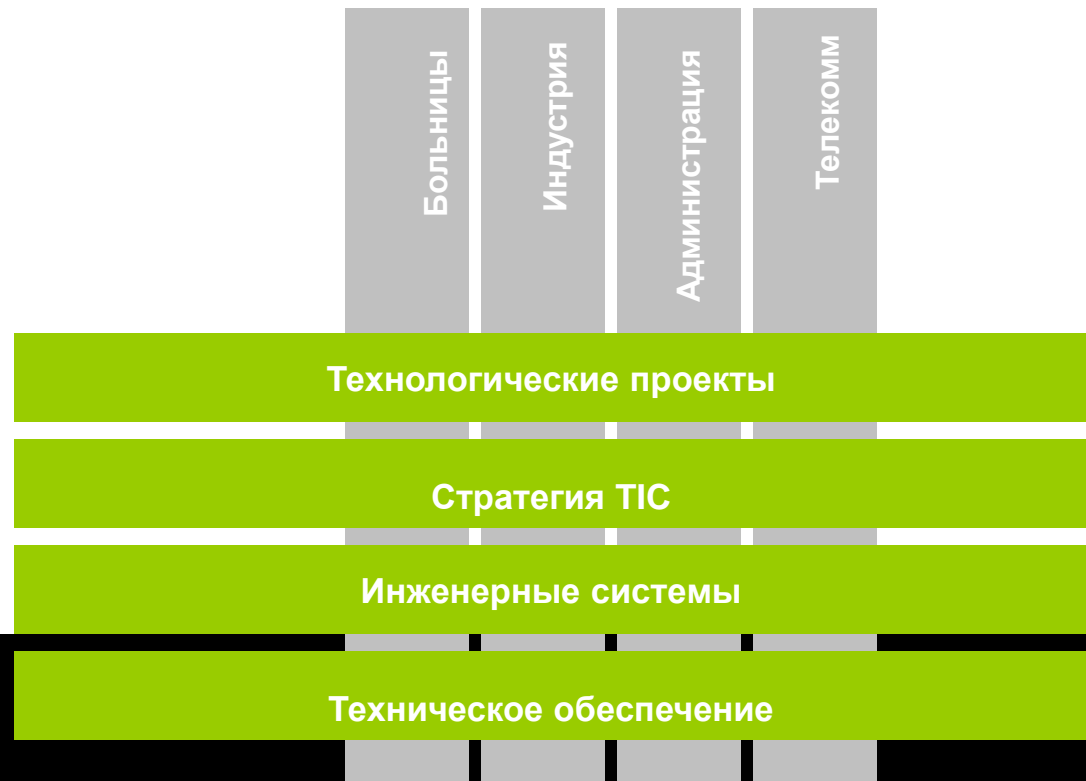 Больницы
Индустрия
Администрация
Телекомм
Технологические проекты
Стратегия TIC
Инженерные системы
Техническое обеспечение